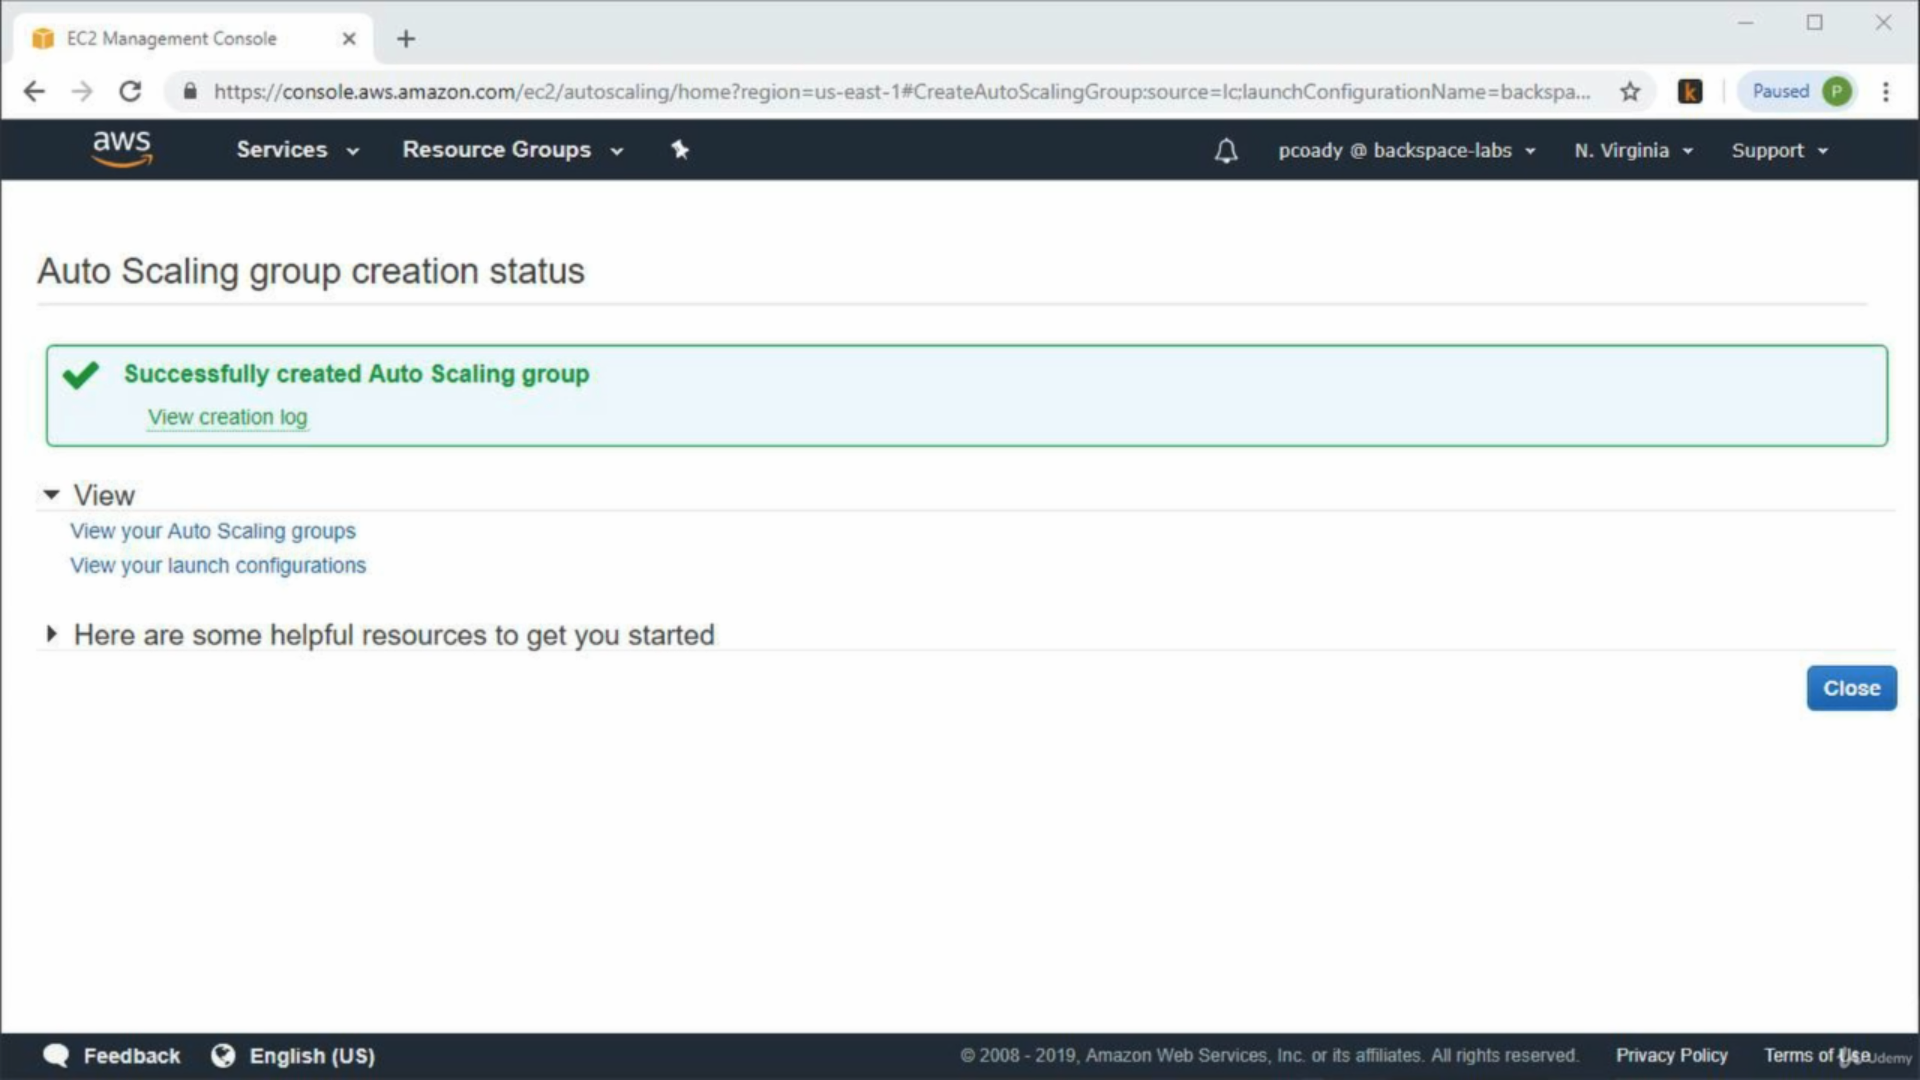 EC2 Management Console
https://console.aws.amazon.com/ec2/autoscaling/home?region=us-east-1#CreateAutoScalingGroup:source=lc;launchConfigurationName=backspa...
k
Paused P
aws Services Resource Groups pcoady @ backspace-labs N. Virginia Support
Auto Scaling group creation status
Successfully created Auto Scaling group
View creation log
View
View your Auto Scaling groups
View your launch configurations
Here are some helpful resources to get you started
Close
Feedback English (US) © 2008 - 2019, Amazon Web Services, Inc. or its affiliates. All rights reserved. Privacy Policy Terms of Use
Udemy